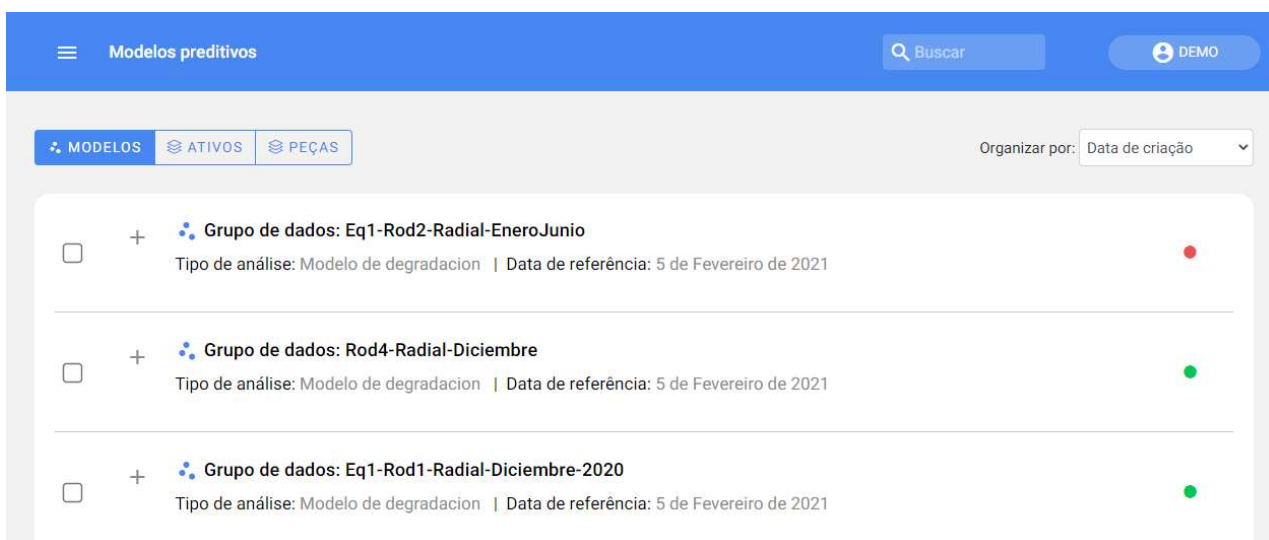 Modelos preditivos
Buscar
DEMO
MODELOS
ATIVOS
PEÇAS
Organizar por: Data de criação
Grupo de dados: Eq1-Rod2-Radial-EneroJunio
Tipo de análise: Modelo de degradacion | Data de referência: 5 de Fevereiro de 2021
Grupo de dados: Rod4-Radial-Diciembre
Tipo de análise: Modelo de degradacion | Data de referência: 5 de Fevereiro de 2021
Grupo de dados: Eq1-Rod1-Radial-Diciembre-2020
Tipo de análise: Modelo de degradacion | Data de referência: 5 de Fevereiro de 2021